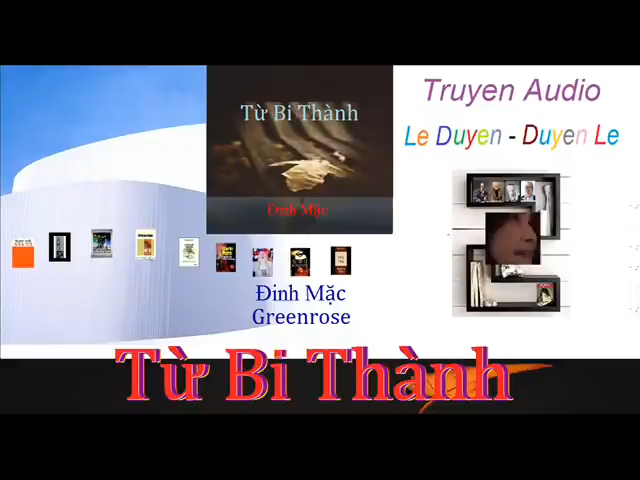 Truyen Audio
Le Duyen - Duyen Le
Từ Bi Thành
Đinh Mặc
Đinh Mặc
Greenrose
Từ Bi Thành